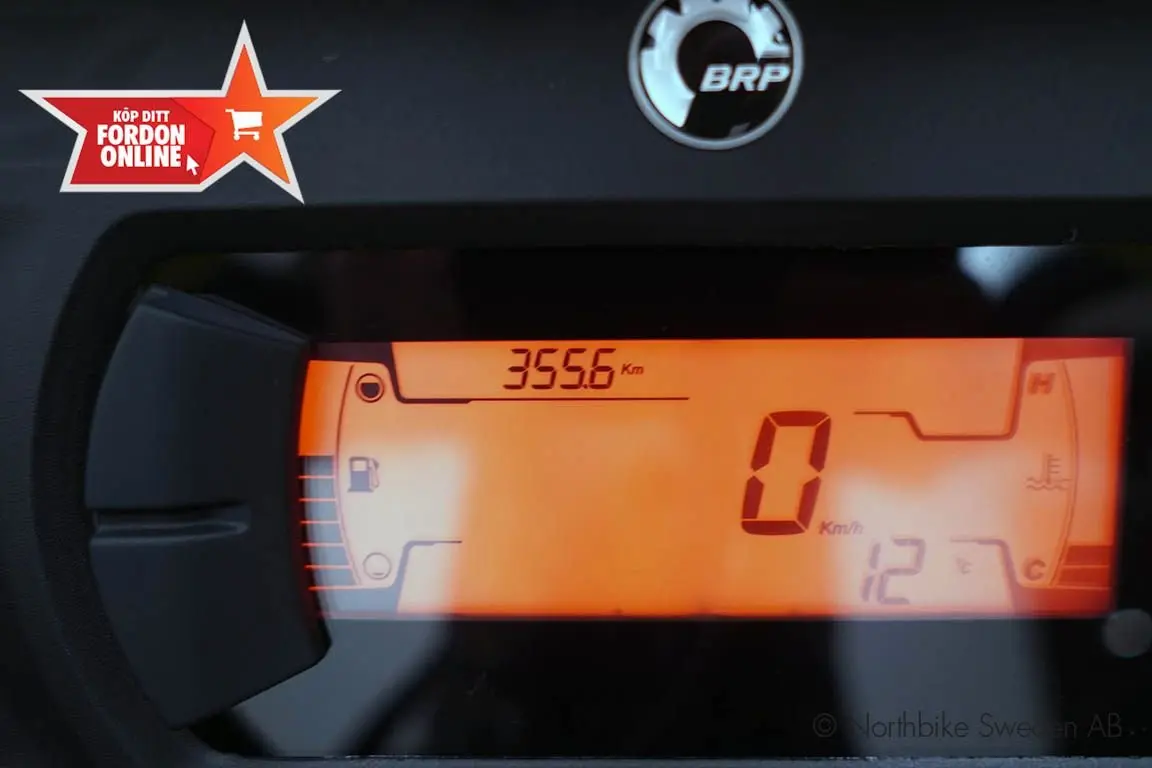 BRP
KÖP DITT
FORDON
ONLINE
355.6 Km
H
0 Km/h
12 °C
C
© Northbike Sweden AB